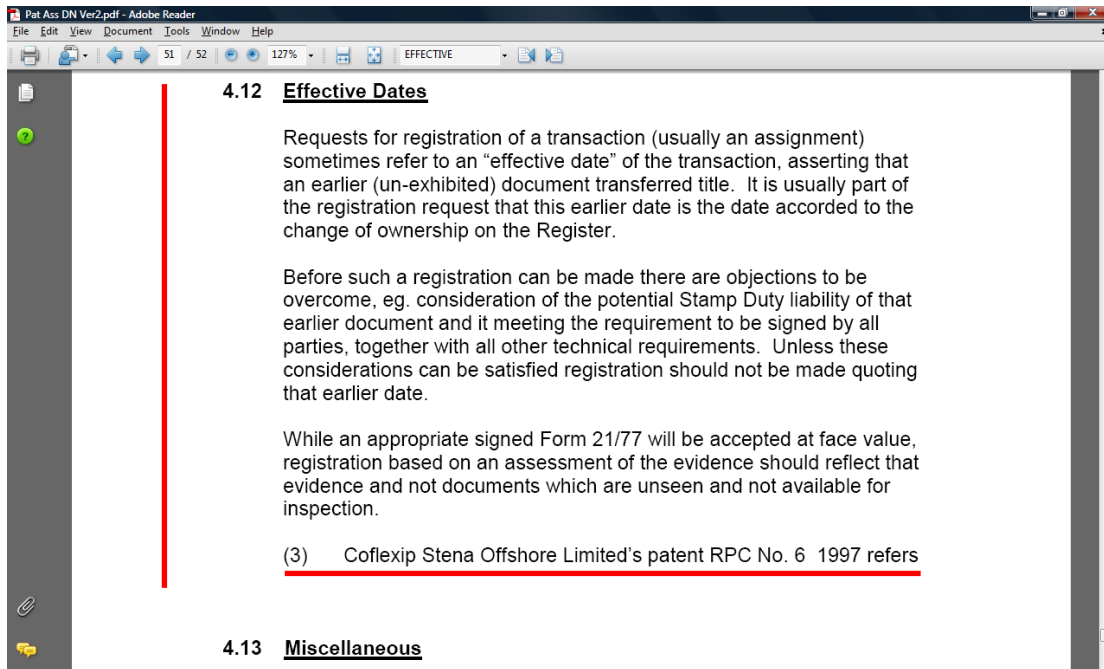 Pat Ass DN Ver2.pdf - Adobe Reader
File Edit View Document Tools Window Help
51 / 52 127% EFFECTIVE
4.12 Effective Dates
Requests for registration of a transaction (usually an assignment)
sometimes refer to an “effective date” of the transaction, asserting that
an earlier (un-exhibited) document transferred title. It is usually part of
the registration request that this earlier date is the date accorded to the
change of ownership on the Register.
Before such a registration can be made there are objections to be
overcome, eg. consideration of the potential Stamp Duty liability of that
earlier document and it meeting the requirement to be signed by all
parties, together with all other technical requirements. Unless these
considerations can be satisfied registration should not be made quoting
that earlier date.
While an appropriate signed Form 21/77 will be accepted at face value,
registration based on an assessment of the evidence should reflect that
evidence and not documents which are unseen and not available for
inspection.
(3) Coflexip Stena Offshore Limited’s patent RPC No. 6 1997 refers
4.13 Miscellaneous